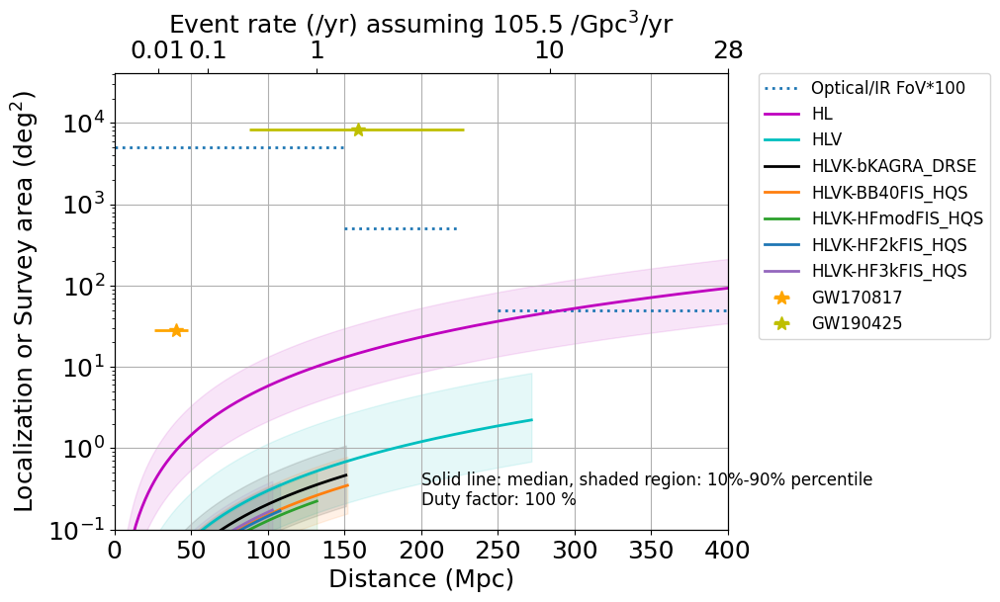 Event rate (/yr) assuming 105.5 /Gpc³/yr
0.01 0.1 1 10 28
Localization or Survey area (deg²)
10⁴
10³
10²
10¹
10⁰
10⁻¹
0 50 100 150 200 250 300 350 400
Distance (Mpc)
Solid line: median, shaded region: 10%-90% percentile
Duty factor: 100 %
Optical/IR FoV*100
HL
HLV
HLVK-bKAGRA_DRSE
HLVK-BB40FIS_HQS
HLVK-HFmodFIS_HQS
HLVK-HF2kFIS_HQS
HLVK-HF3kFIS_HQS
GW170817
GW190425